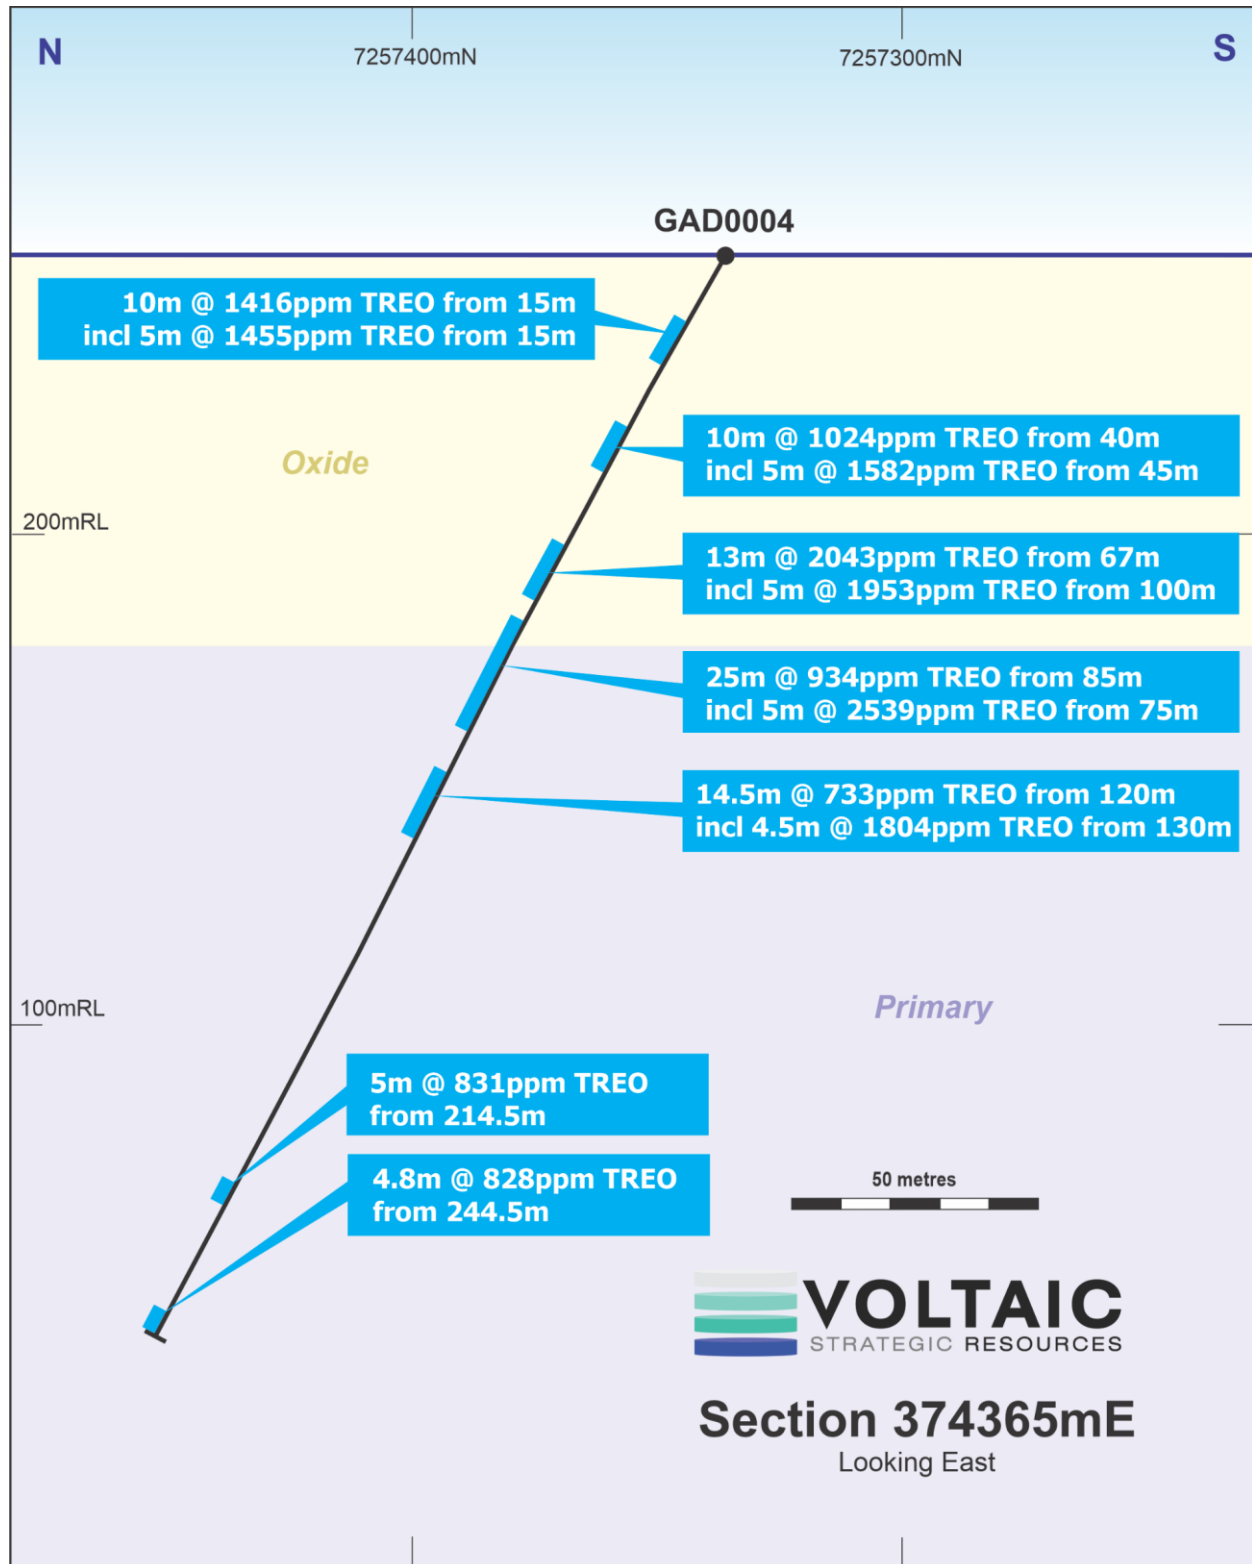 N
7257400mN
7257300mN
S
GAD0004
10m @ 1416ppm TREO from 15m
incl 5m @ 1455ppm TREO from 15m
10m @ 1024ppm TREO from 40m
incl 5m @ 1582ppm TREO from 45m
Oxide
200mRL
13m @ 2043ppm TREO from 67m
incl 5m @ 1953ppm TREO from 100m
25m @ 934ppm TREO from 85m
incl 5m @ 2539ppm TREO from 75m
14.5m @ 733ppm TREO from 120m
incl 4.5m @ 1804ppm TREO from 130m
100mRL
Primary
5m @ 831ppm TREO
from 214.5m
4.8m @ 828ppm TREO
from 244.5m
50 metres
VOLTAIC
STRATEGIC RESOURCES
Section 374365mE
Looking East